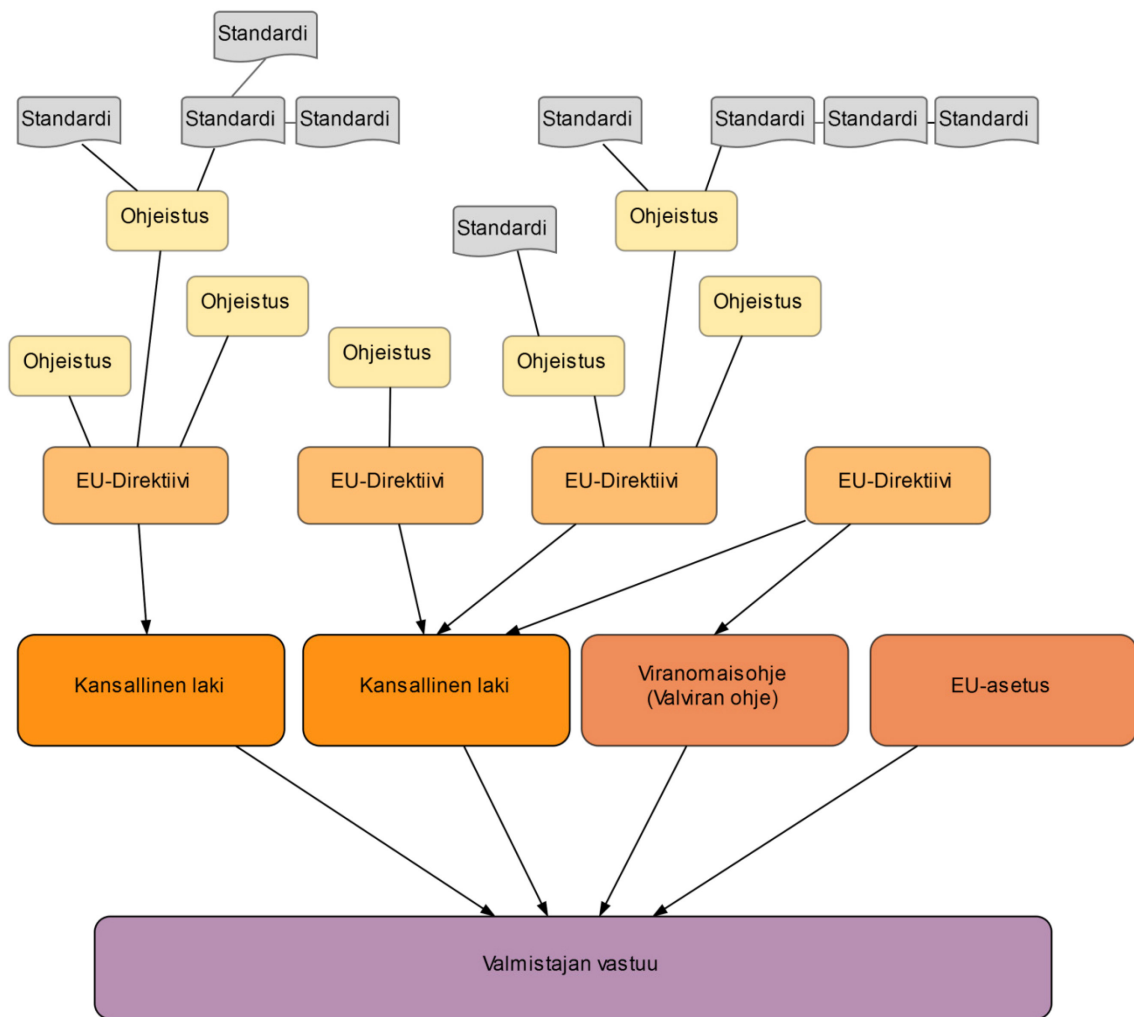 Standardi
Standardi
Standardi
Standardi
Standardi
Standardi
Standardi
Standardi
Ohjeistus
Ohjeistus
Standardi
Ohjeistus
Ohjeistus
Ohjeistus
Ohjeistus
Ohjeistus
EU-Direktiivi
EU-Direktiivi
EU-Direktiivi
EU-Direktiivi
Kansallinen laki
Kansallinen laki
Viranomaisohje
(Valviran ohje)
EU-asetus
Valmistajan vastuu